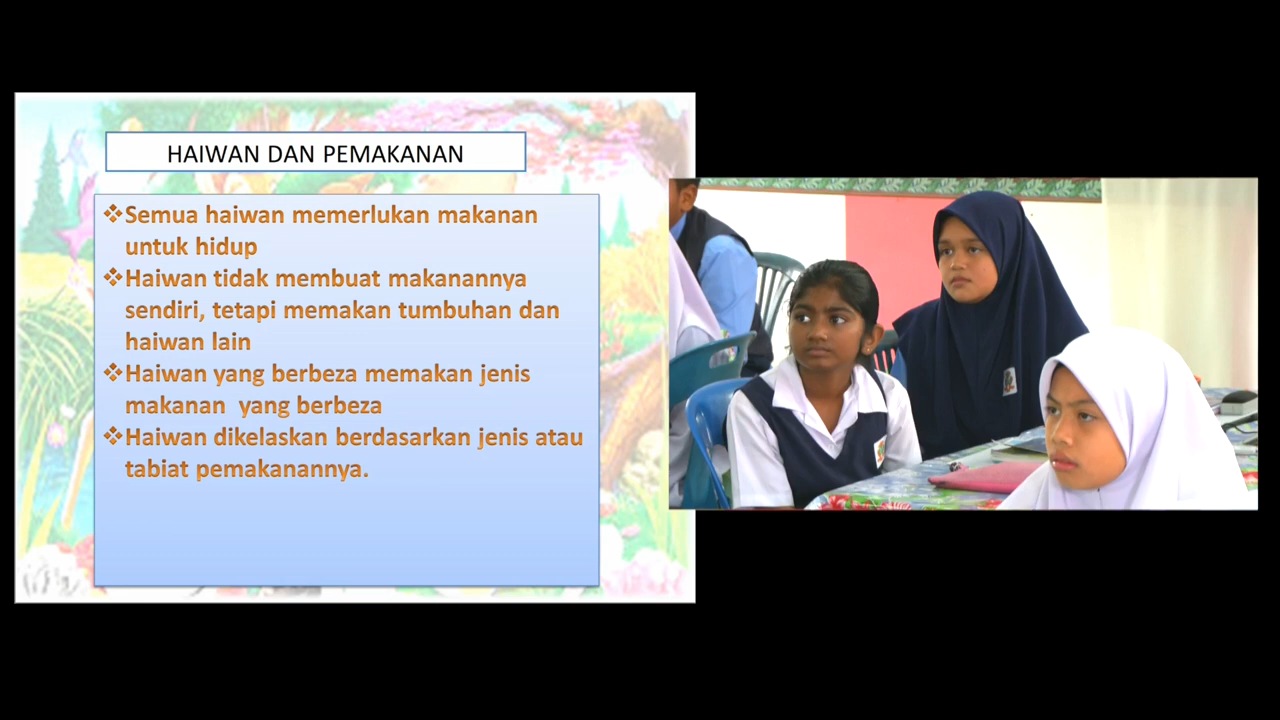 HAIWAN DAN PEMAKANAN
❖Semua haiwan memerlukan makanan
untuk hidup
❖Haiwan tidak membuat makanannya
sendiri, tetapi memakan tumbuhan dan
haiwan lain
❖Haiwan yang berbeza memakan jenis
makanan  yang berbeza
❖Haiwan dikelaskan berdasarkan jenis atau
tabiat pemakanannya.